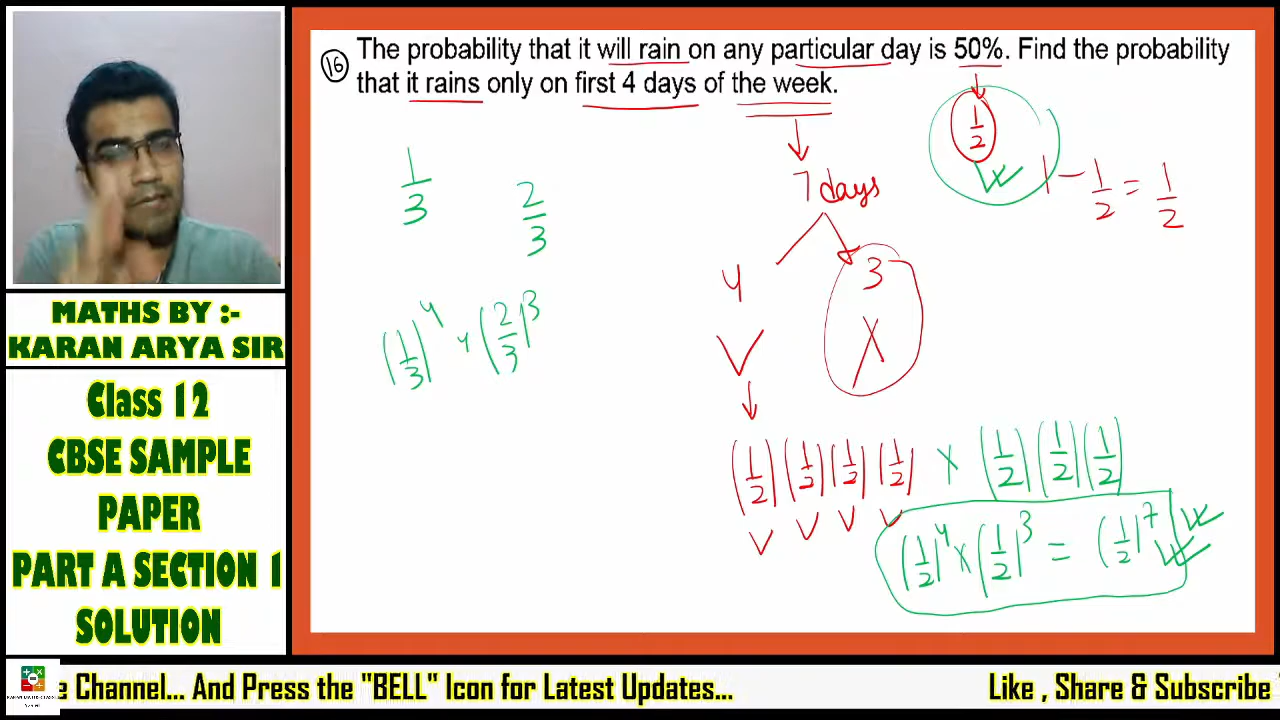 16 The probability that it will rain on any particular day is 50%. Find the probability
that it rains only on first 4 days of the week.
1/2
1 - 1/2 = 1/2
7 days
4
3
1/3
2/3
(1/3)^4 × (2/3)^3
(1/2)(1/2)(1/2)(1/2) × (1/2)(1/2)(1/2)
(1/2)^4 × (1/2)^3 = (1/2)^7
MATHS BY :-
KARAN ARYA SIR
Class 12
CBSE SAMPLE
PAPER
PART A SECTION 1
SOLUTION
Channel... And Press the "BELL" Icon for Latest Updates...
Like , Share & Subscribe